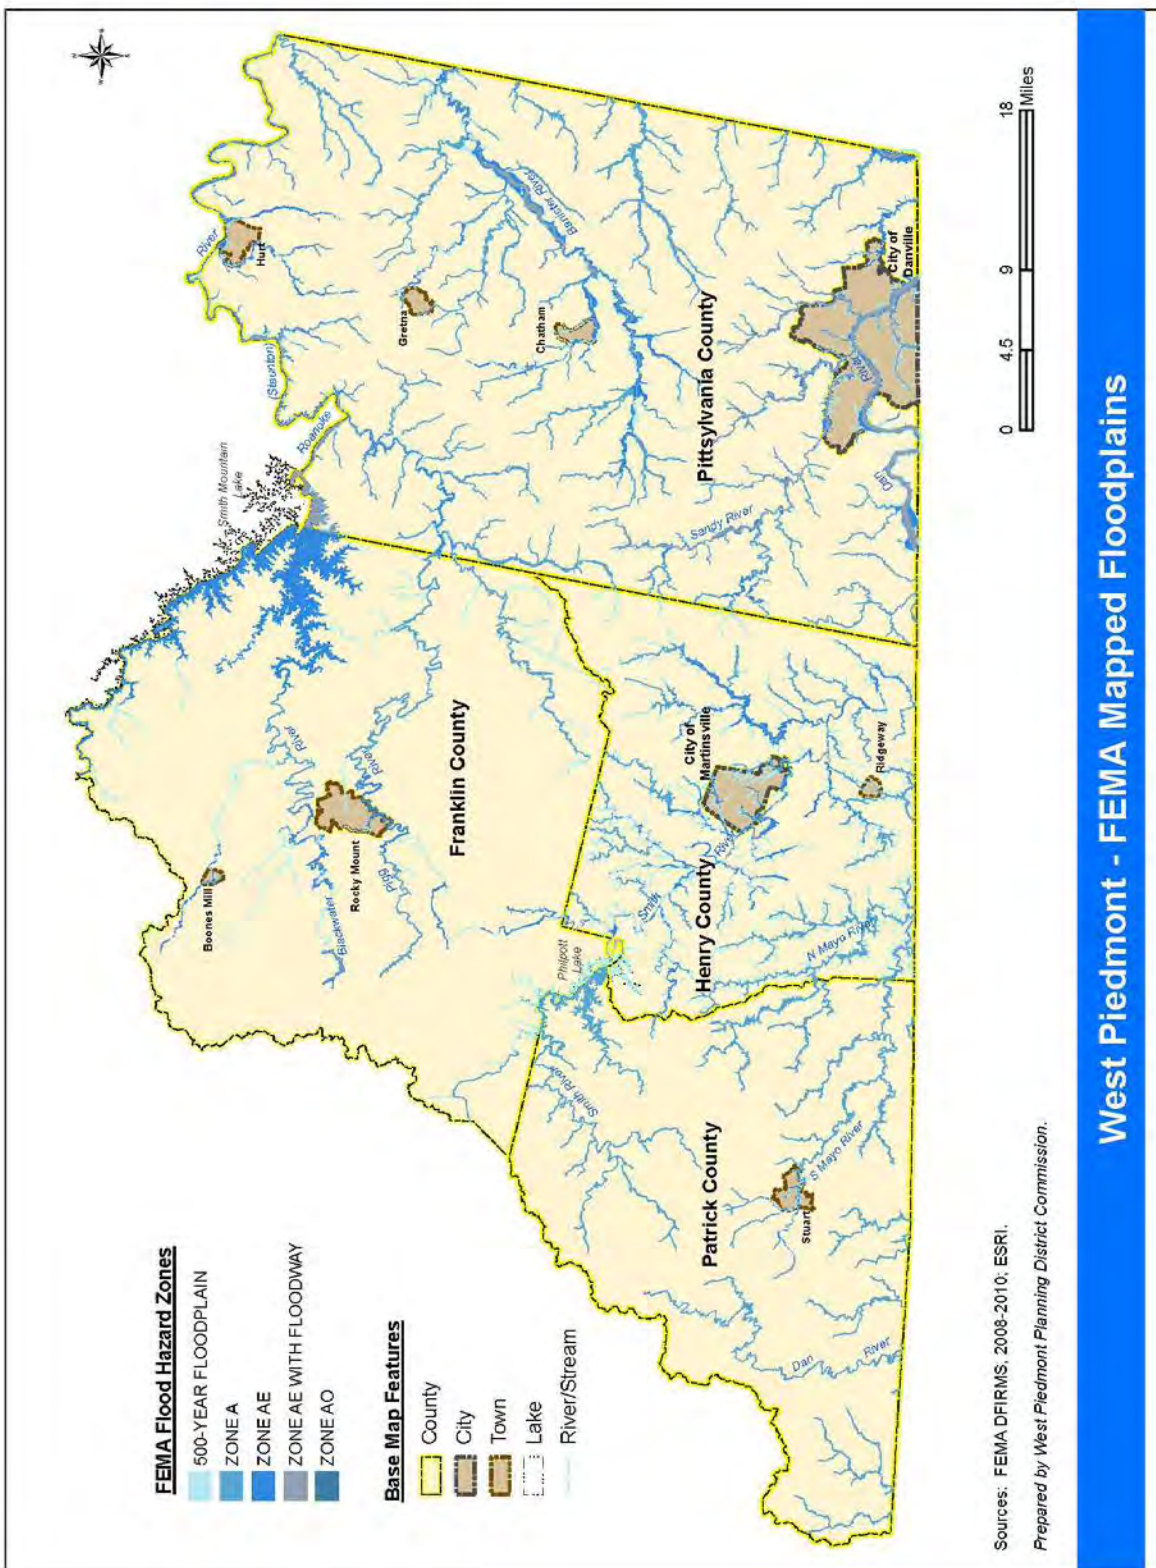 FEMA Flood Hazard Zones
500-YEAR FLOODPLAIN
ZONE A
ZONE AE
ZONE AE WITH FLOODWAY
ZONE AO
Base Map Features
County
City
Town
Lake
River/Stream
Smith Mountain
Lake
Roanoke
(Staunton)
River
Hurt
Gretna
Chatham
Banister River
Pittsylvania County
Sandy River
Dan
River
City of
Danville
Boones Mill
Blackwater
River
Rocky Mount
Pigg
River
Franklin County
Philpott
Lake
Smith
River
City of
Martinsville
Ridgeway
Henry County
N Mayo River
Smith River
Patrick County
Stuart
S Mayo River
Dan
River
0 4.5 9 18
Miles
Sources: FEMA DFIRMS, 2008-2010; ESRI.
Prepared by West Piedmont Planning District Commission.
West Piedmont - FEMA Mapped Floodplains